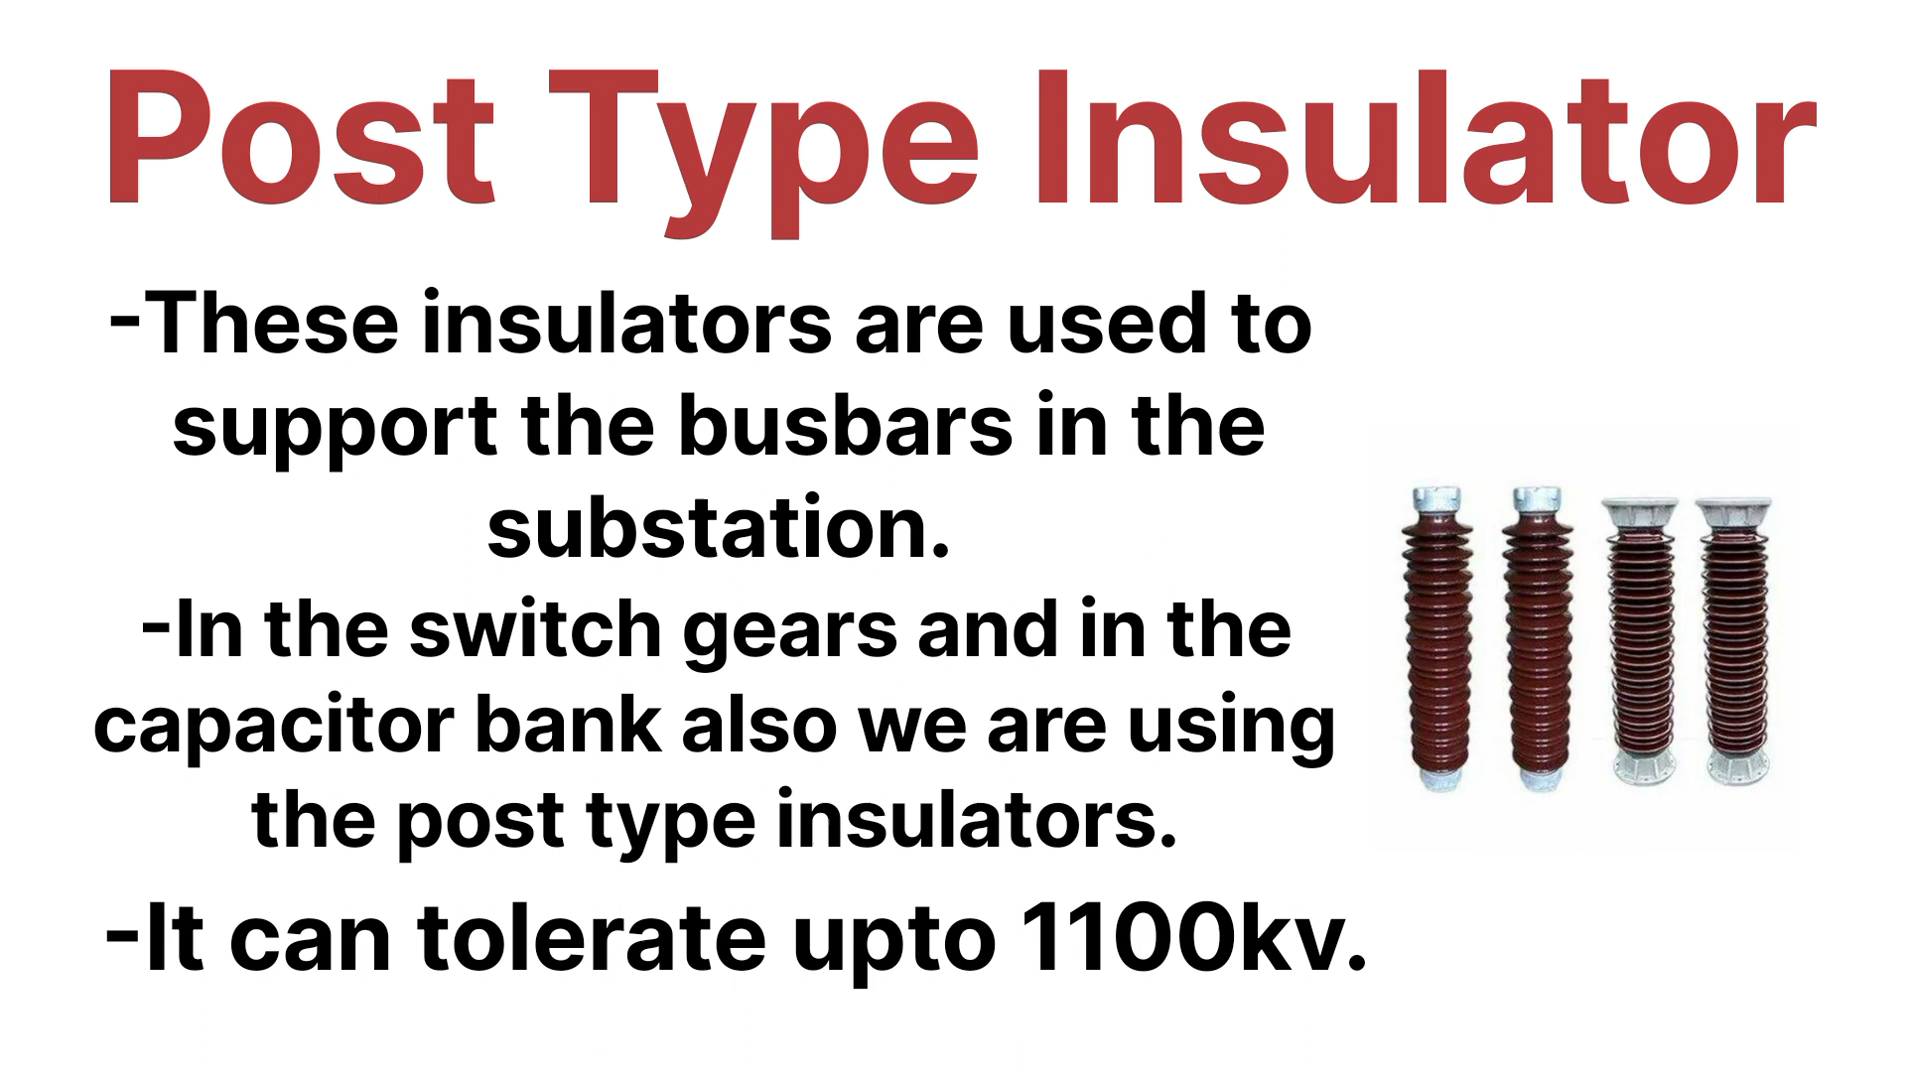 Post Type Insulator
-These insulators are used to
support the busbars in the
substation.
-In the switch gears and in the
capacitor bank also we are using
the post type insulators.
-It can tolerate upto 1100kv.